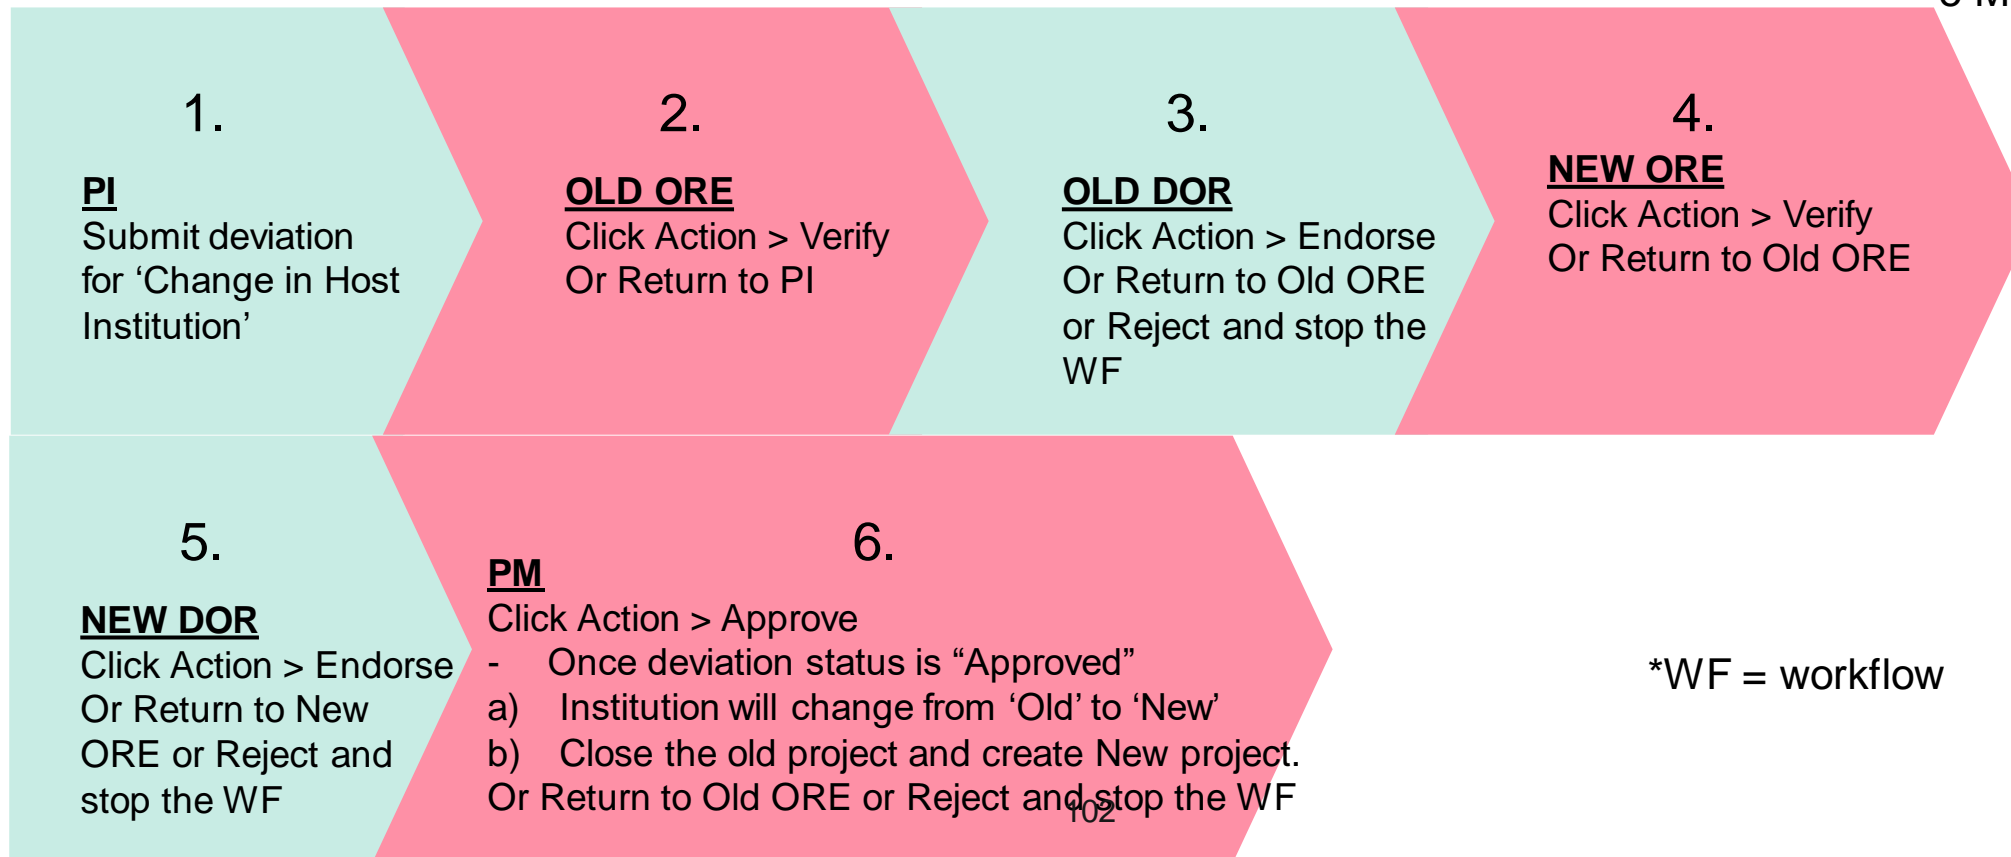 1.
PI
Submit deviation
for ‘Change in Host
Institution’
2.
OLD ORE
Click Action > Verify
Or Return to PI
3.
OLD DOR
Click Action > Endorse
Or Return to Old ORE
or Reject and stop the
WF
4.
NEW ORE
Click Action > Verify
Or Return to Old ORE
5.
NEW DOR
Click Action > Endorse
Or Return to New
ORE or Reject and
stop the WF
6.
PM
Click Action > Approve
- Once deviation status is “Approved”
a) Institution will change from ‘Old’ to ‘New’
b) Close the old project and create New project.
Or Return to Old ORE or Reject and stop the WF
*WF = workflow
102